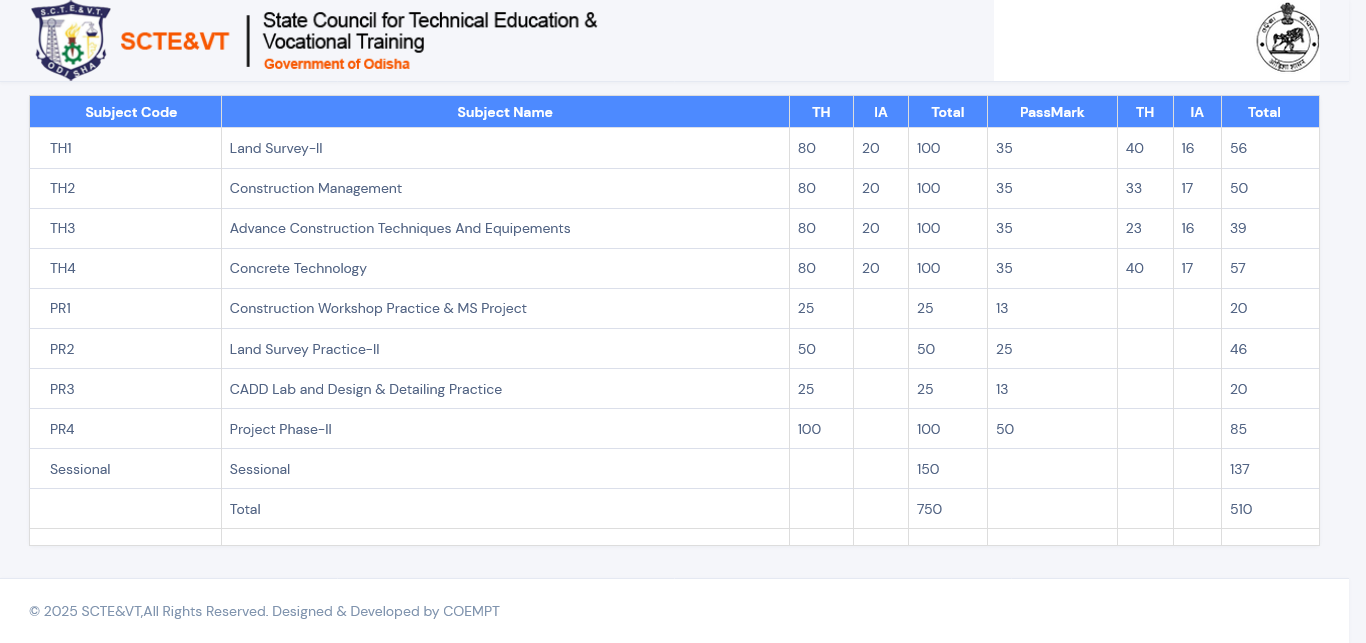 S.C.T.E.&V.T.
ODISHA
SCTE&VT
State Council for Technical Education &
Vocational Training
Government of Odisha
Subject Code Subject Name TH IA Total PassMark TH IA Total
TH1 Land Survey-II 80 20 100 35 40 16 56
TH2 Construction Management 80 20 100 35 33 17 50
TH3 Advance Construction Techniques And Equipements 80 20 100 35 23 16 39
TH4 Concrete Technology 80 20 100 35 40 17 57
PR1 Construction Workshop Practice & MS Project 25 25 13 20
PR2 Land Survey Practice-II 50 50 25 46
PR3 CADD Lab and Design & Detailing Practice 25 25 13 20
PR4 Project Phase-II 100 100 50 85
Sessional Sessional 150 137
Total 750 510
© 2025 SCTE&VT,All Rights Reserved. Designed & Developed by COEMPT